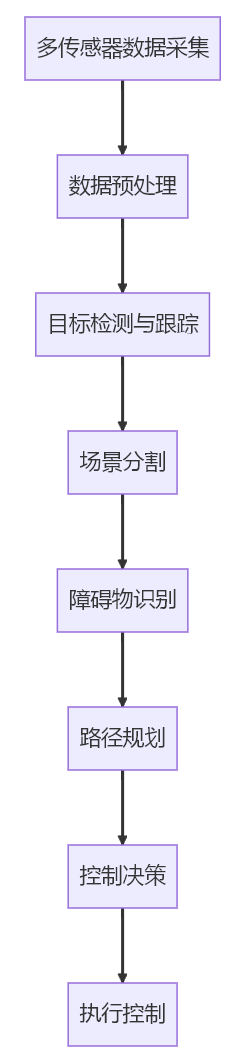 多传感器数据采集
数据预处理
目标检测与跟踪
场景分割
障碍物识别
路径规划
控制决策
执行控制